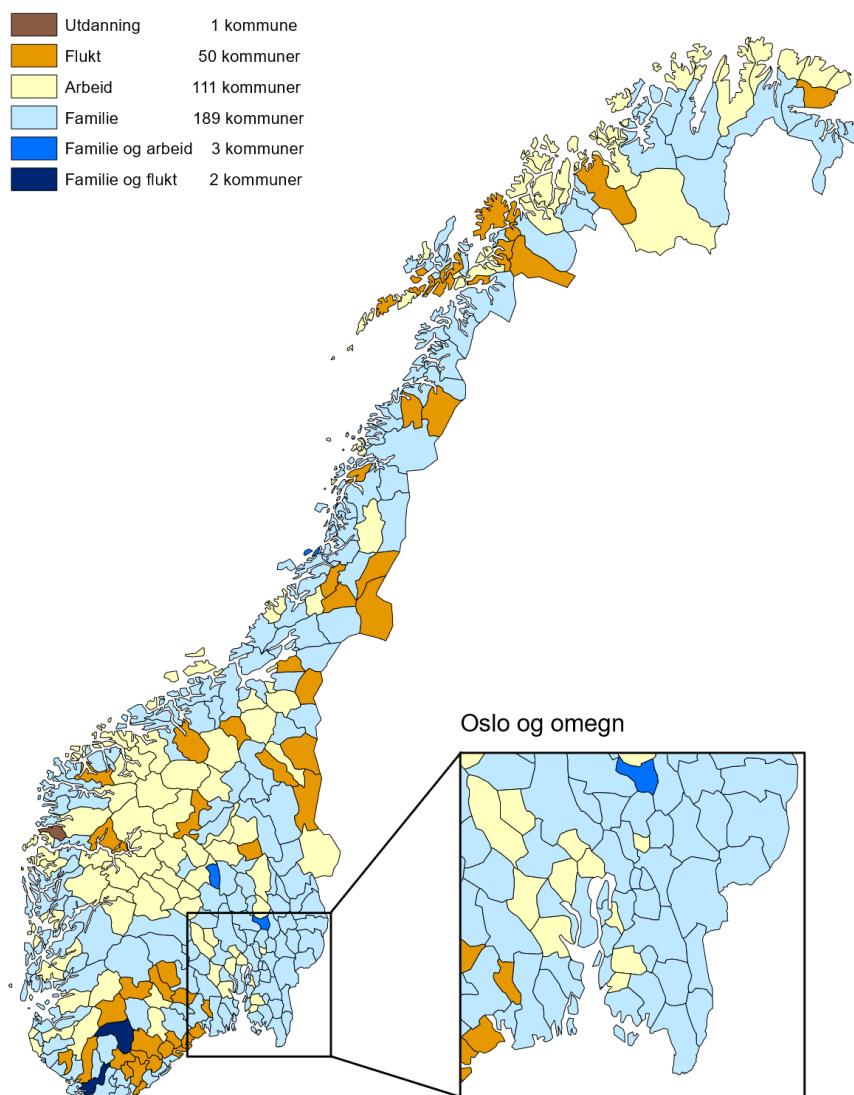 Utdanning 1 kommune
Flukt 50 kommuner
Arbeid 111 kommuner
Familie 189 kommuner
Familie og arbeid 3 kommuner
Familie og flukt 2 kommuner
Oslo og omegn